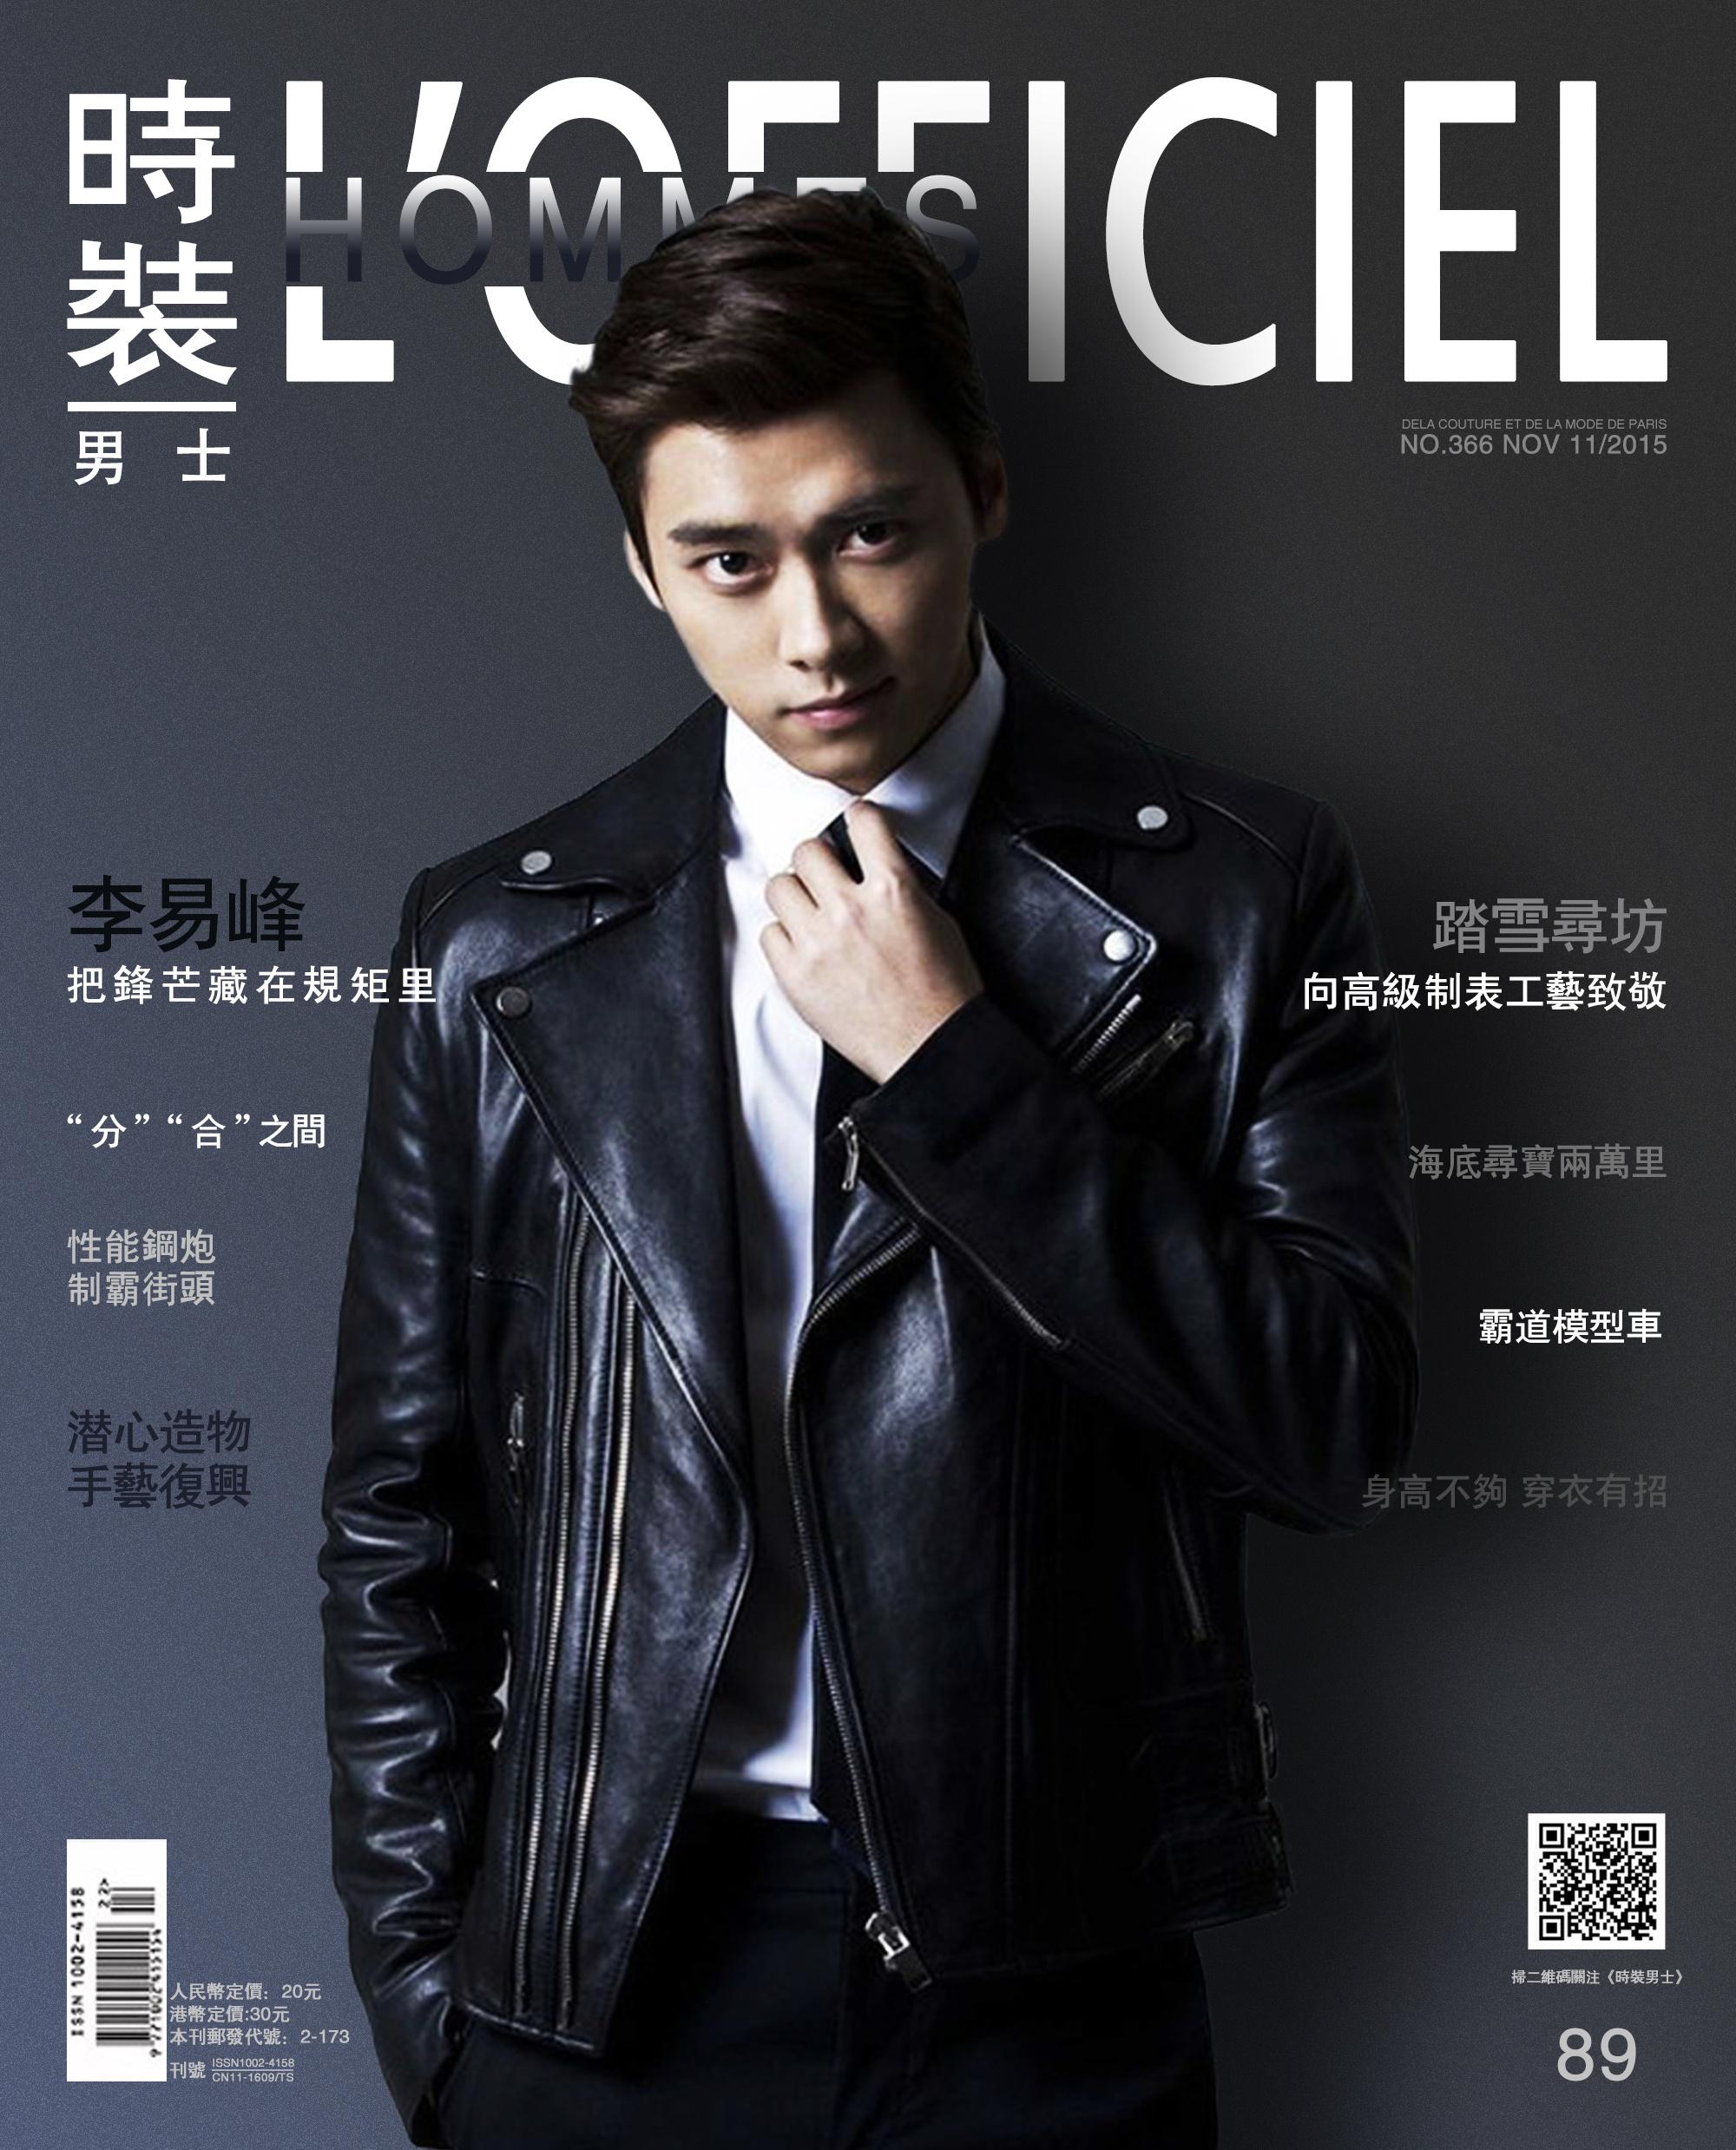 時裝
男士
L'OFFICIEL
HOMMES
DELA COUTURE ET DE LA MODE DE PARIS
NO.366 NOV 11/2015
李易峰
把鋒芒藏在規矩里
“分”“合”之間
性能鋼炮
制霸街頭
潜心造物
手藝復興
踏雪尋坊
向高級制表工藝致敬
海底尋寶兩萬里
霸道模型車
身高不夠 穿衣有招
ISSN 1002-4158
22>
人民幣定價：20元
港幣定價:30元
本刊郵發代號：2-173
刊號 ISSN1002-4158
CN11-1609/TS
掃二維碼關注《時裝男士》
89